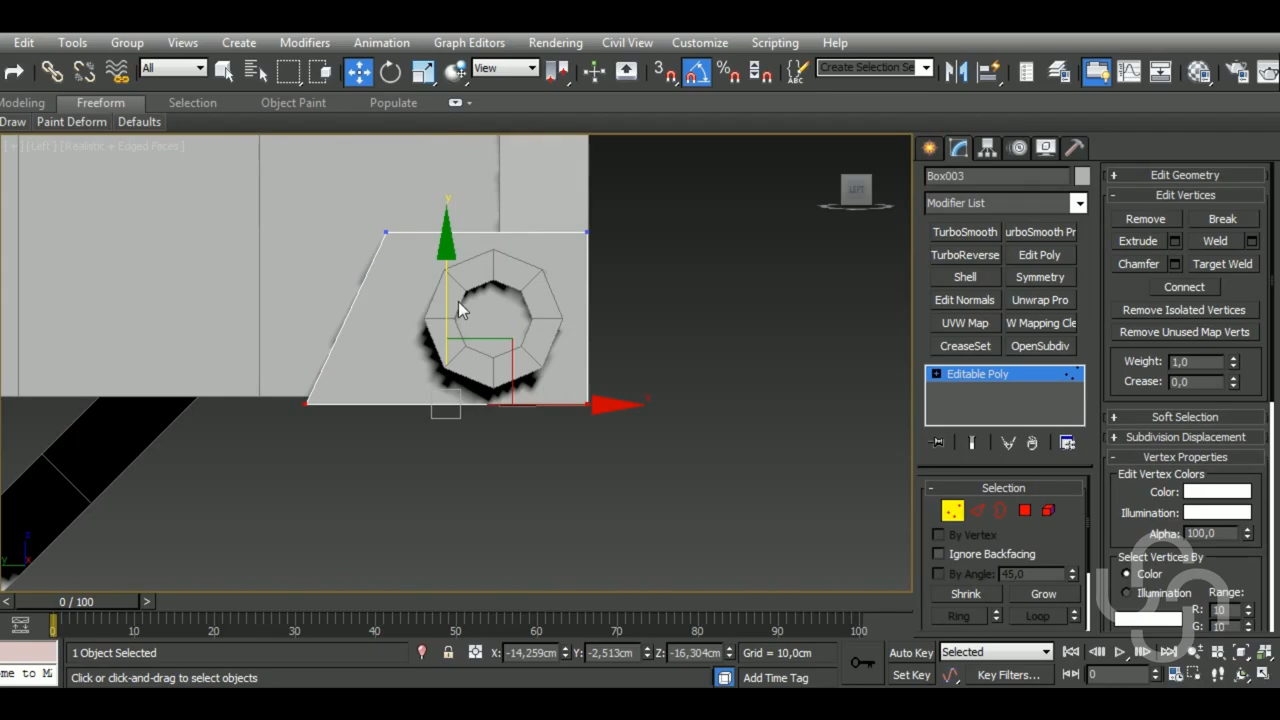 Edit Tools Group Views Create Modifiers Animation Graph Editors Rendering Civil View Customize Scripting Help
All View 3 ABC Create Selection Se
Modeling Freeform Selection Object Paint Populate
Draw Paint Deform Defaults
[+] [Left] [Realistic + Edged Faces]
LEFT
y
x
Box003
Modifier List
TurboSmooth urboSmooth Pr
TurboReverse Edit Poly
Shell Symmetry
Edit Normals Unwrap Pro
UVW Map W Mapping Cle
CreaseSet OpenSubdiv
Editable Poly
- Selection
By Vertex
Ignore Backfacing
By Angle: 45,0
Shrink Grow
Ring Loop
+ Edit Geometry
- Edit Vertices
Remove Break
Extrude Weld
Chamfer Target Weld
Connect
Remove Isolated Vertices
Remove Unused Map Verts
Weight: 1,0
Crease: 0,0
+ Soft Selection
+ Subdivision Displacement
- Vertex Properties
Edit Vertex Colors
Color:
Illumination:
Alpha: 100,0
Select Vertices By
Color
Illumination Range:
R: 10
G: 10
< 0 / 100 >
0 10 20 30 40 50 60 70 80 90 100
1 Object Selected X: -14,259cm Y: -2,513cm Z: -16,304cm Grid = 10,0cm Auto Key Selected
Click or click-and-drag to select objects Add Time Tag Set Key Key Filters... 0